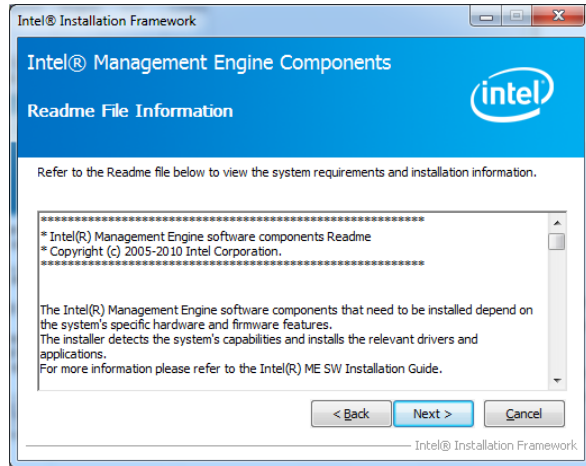 Intel® Installation Framework
Intel® Management Engine Components
intel
Readme File Information
Refer to the Readme file below to view the system requirements and installation information.
*********************************************************
* Intel(R) Management Engine software components Readme
* Copyright (c) 2005-2010 Intel Corporation.
*********************************************************
The Intel(R) Management Engine software components that need to be installed depend on
the system's specific hardware and firmware features.
The installer detects the system's capabilities and installs the relevant drivers and
applications.
For more information please refer to the Intel(R) ME SW Installation Guide.
< Back Next > Cancel
Intel® Installation Framework